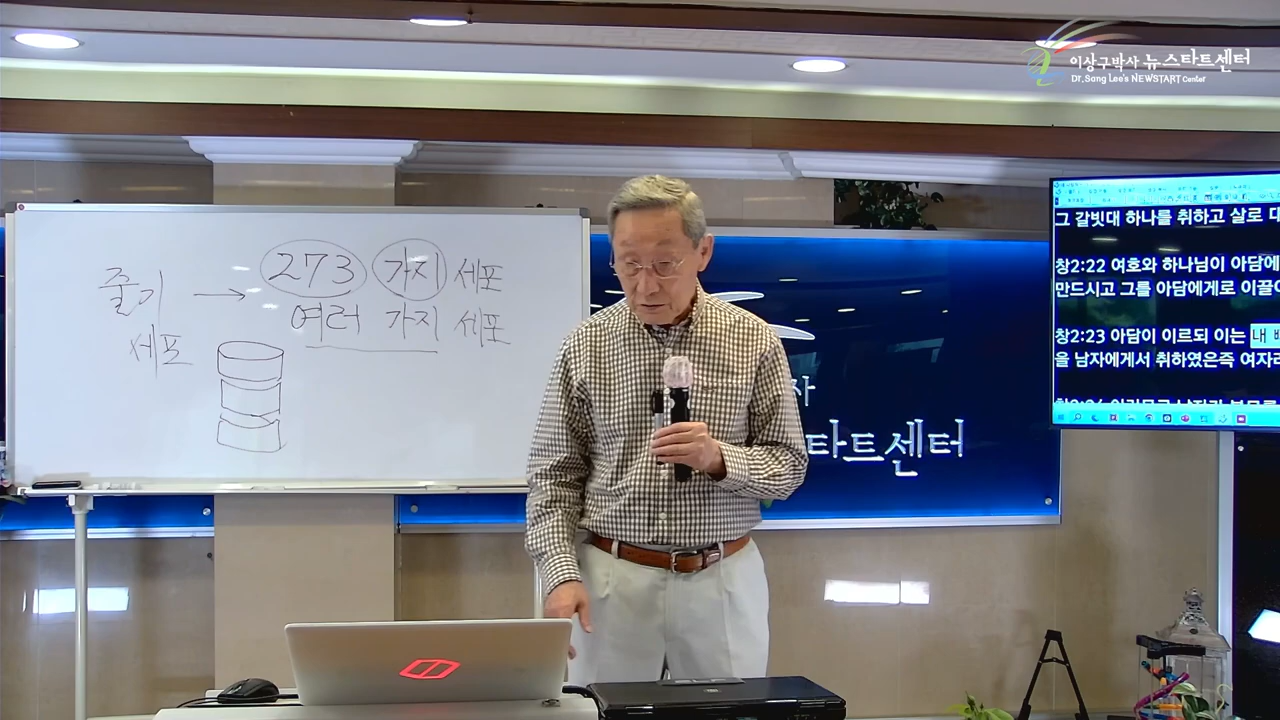 이상구박사 뉴스타트센터
Dr. Sang Lee's NEWSTART Center
줄기 → 273 가지 세포
세포 여러 가지 세포
타트센터
그 갈빗대 하나를 취하고 살로 대
창2:22 여호와 하나님이 아담에
만드시고 그를 아담에게로 이끌
창2:23 아담이 이르되 이는 내
을 남자에게서 취하였은즉 여자라